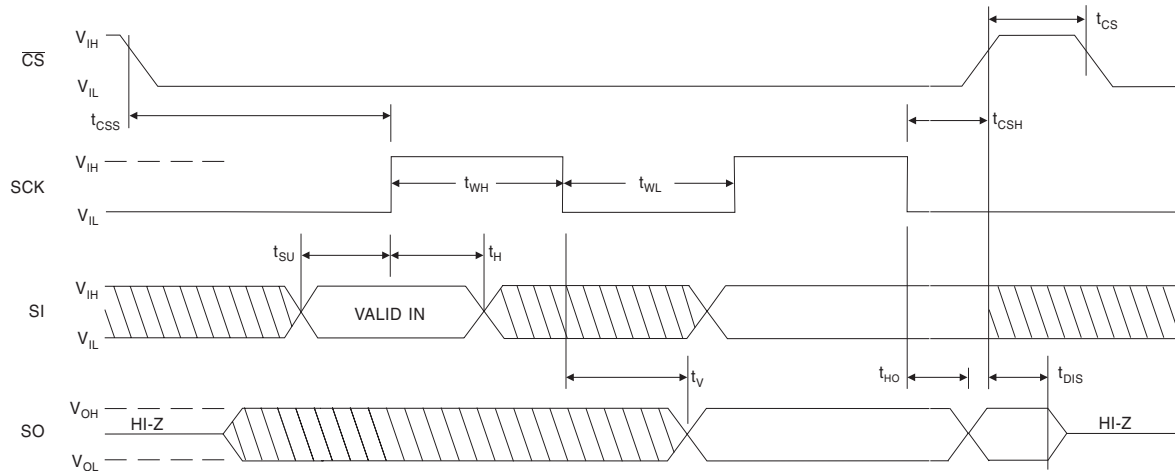 V_IH
t_CS
C̅S̅
V_IL
t_CSS
t_CSH
V_IH
SCK
t_WH
t_WL
V_IL
t_SU
t_H
V_IH
SI
VALID IN
V_IL
t_V
t_HO
t_DIS
V_OH
SO
HI-Z
HI-Z
V_OL